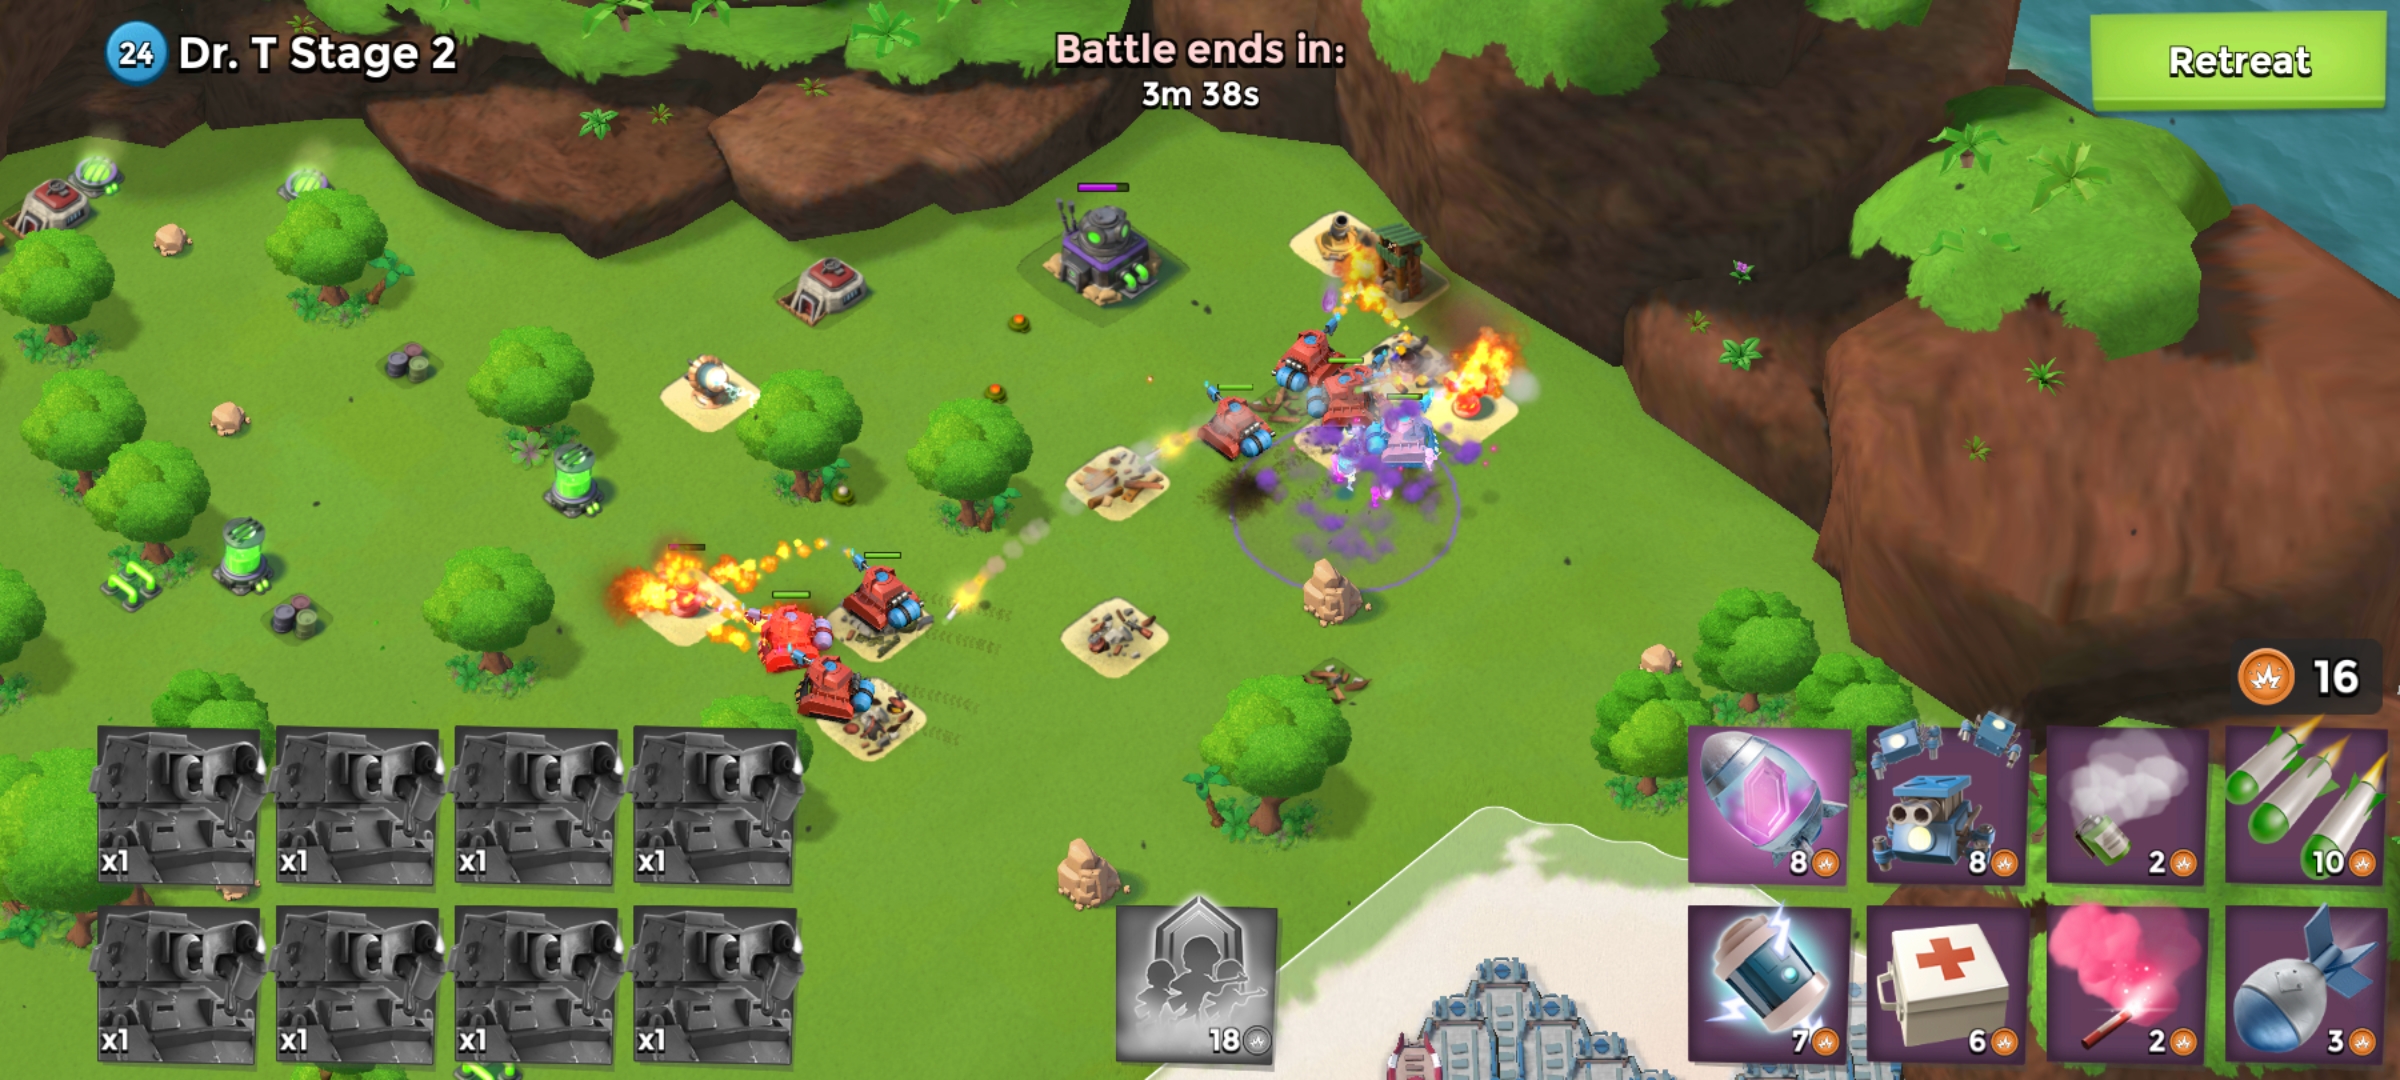 24 Dr. T Stage 2
Battle ends in:
3m 38s
Retreat
16
x1 x1 x1 x1
8 8 2 10
x1 x1 x1 x1
18
7 6 2 3